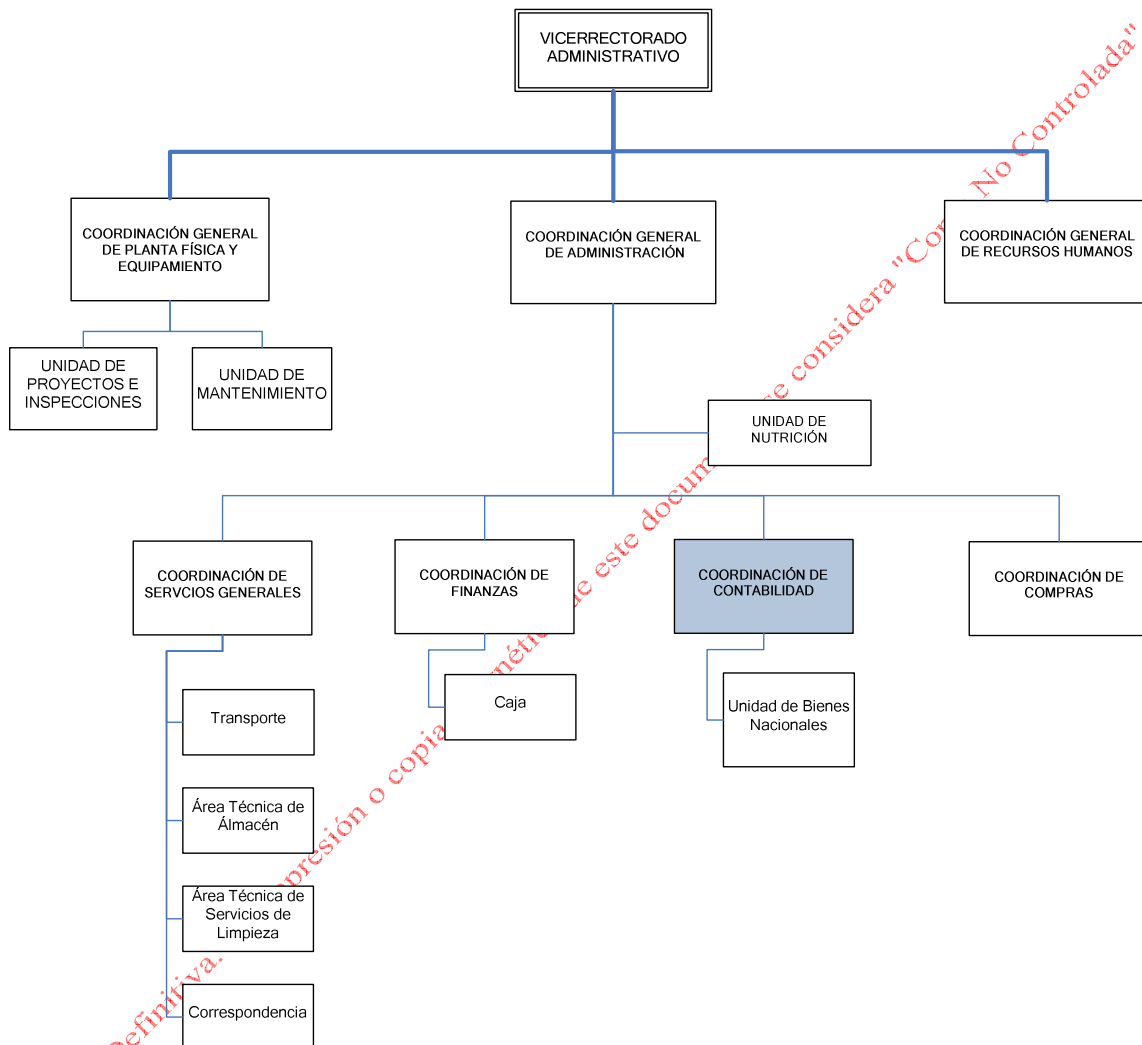 VICERRECTORADO
ADMINISTRATIVO
COORDINACIÓN GENERAL
DE PLANTA FÍSICA Y
EQUIPAMIENTO
COORDINACIÓN GENERAL
DE ADMINISTRACIÓN
COORDINACIÓN GENERAL
DE RECURSOS HUMANOS
UNIDAD DE
PROYECTOS E
INSPECCIONES
UNIDAD DE
MANTENIMIENTO
UNIDAD DE
NUTRICIÓN
COORDINACIÓN DE
SERVCIOS GENERALES
COORDINACIÓN DE
FINANZAS
COORDINACIÓN DE
CONTABILIDAD
COORDINACIÓN DE
COMPRAS
Transporte
Área Técnica de
Álmacén
Área Técnica de
Servicios de
Limpieza
Correspondencia
Caja
Unidad de Bienes
Nacionales
Definitiva. o copia este considera No Controlada"